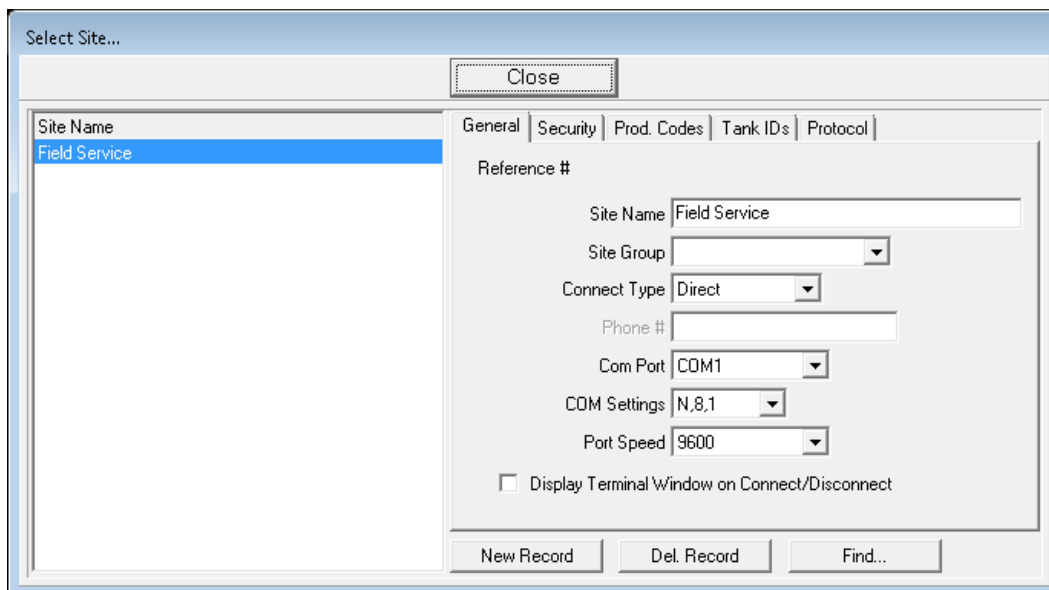 Select Site...
Close
Site Name
Field Service
General Security Prod. Codes Tank IDs Protocol
Reference #
Site Name Field Service
Site Group
Connect Type Direct
Phone #
Com Port COM1
COM Settings N,8,1
Port Speed 9600
Display Terminal Window on Connect/Disconnect
New Record Del. Record Find...